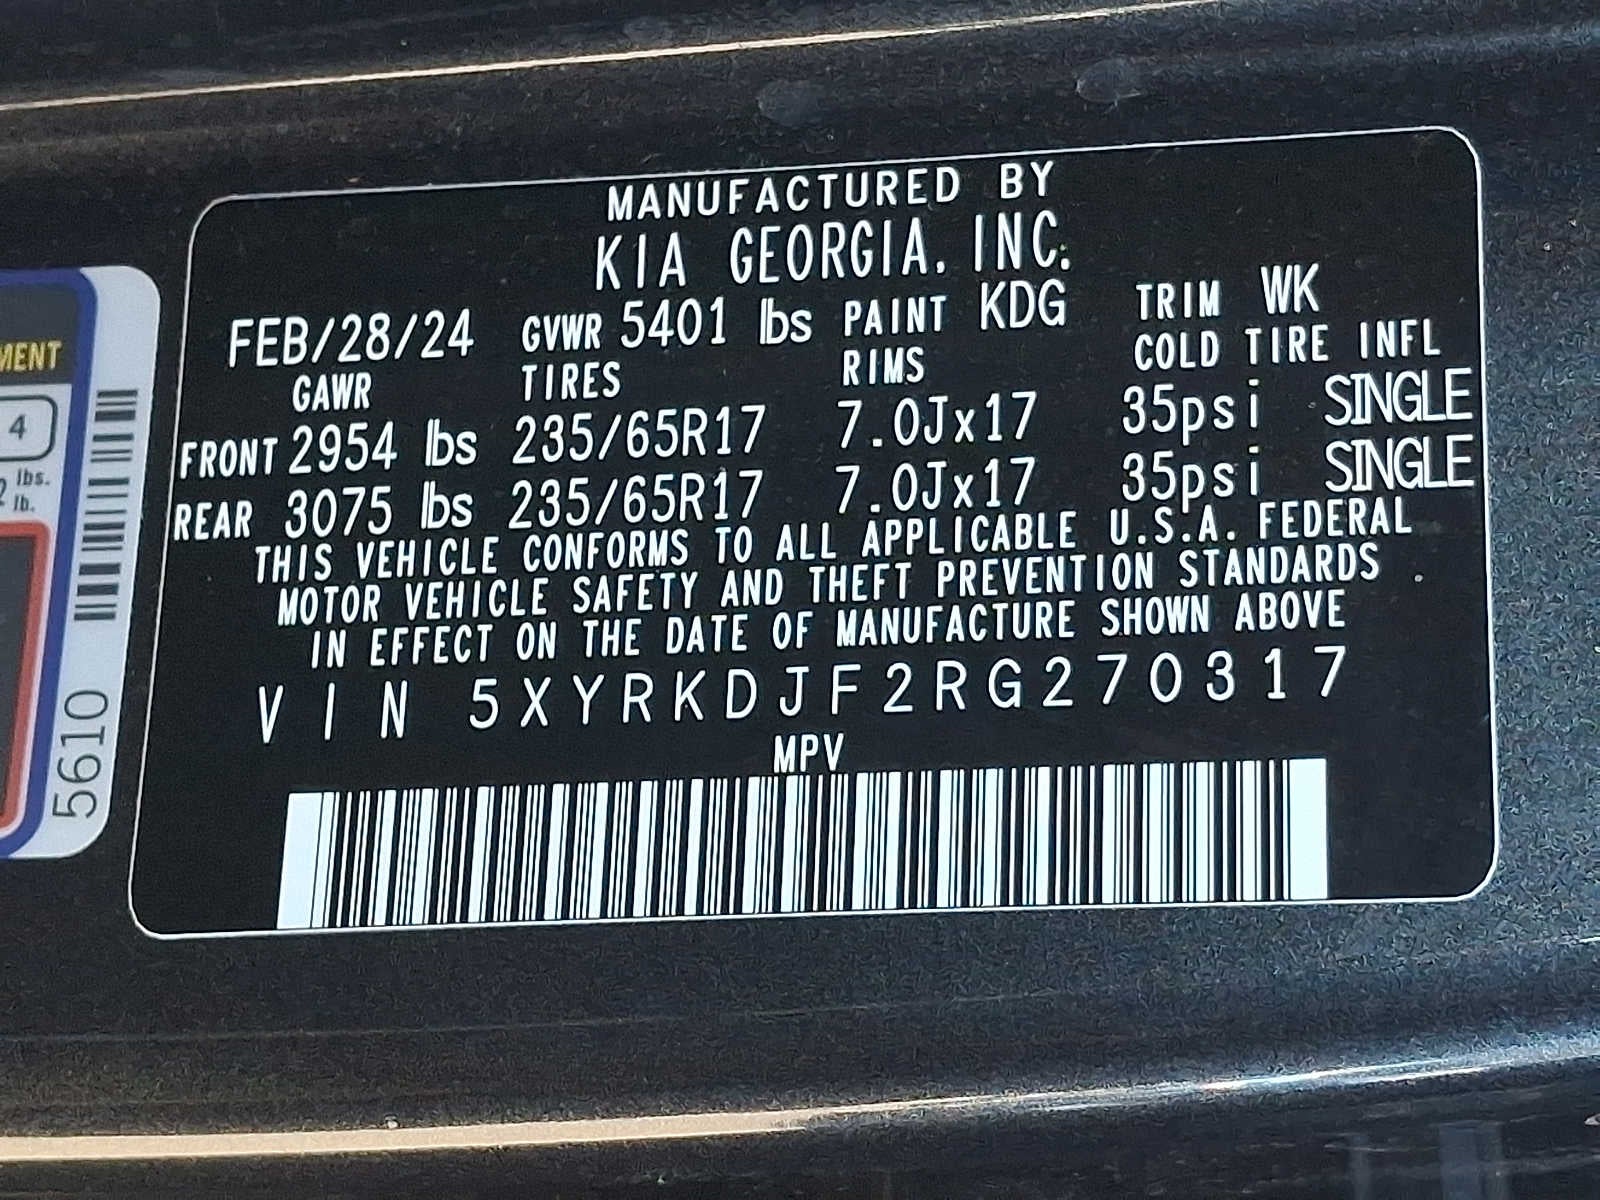 MANUFACTURED BY
KIA GEORGIA. INC.
FEB/28/24 GVWR 5401 lbs PAINT KDG TRIM WK
GAWR TIRES RIMS COLD TIRE INFL
FRONT 2954 lbs 235/65R17 7.0Jx17 35psi SINGLE
REAR 3075 lbs 235/65R17 7.0Jx17 35psi SINGLE
THIS VEHICLE CONFORMS TO ALL APPLICABLE U.S.A. FEDERAL
MOTOR VEHICLE SAFETY AND THEFT PREVENTION STANDARDS
IN EFFECT ON THE DATE OF MANUFACTURE SHOWN ABOVE
VIN 5XYRKDJF2RG270317
MPV
MENT
4
lbs.
lb.
5610